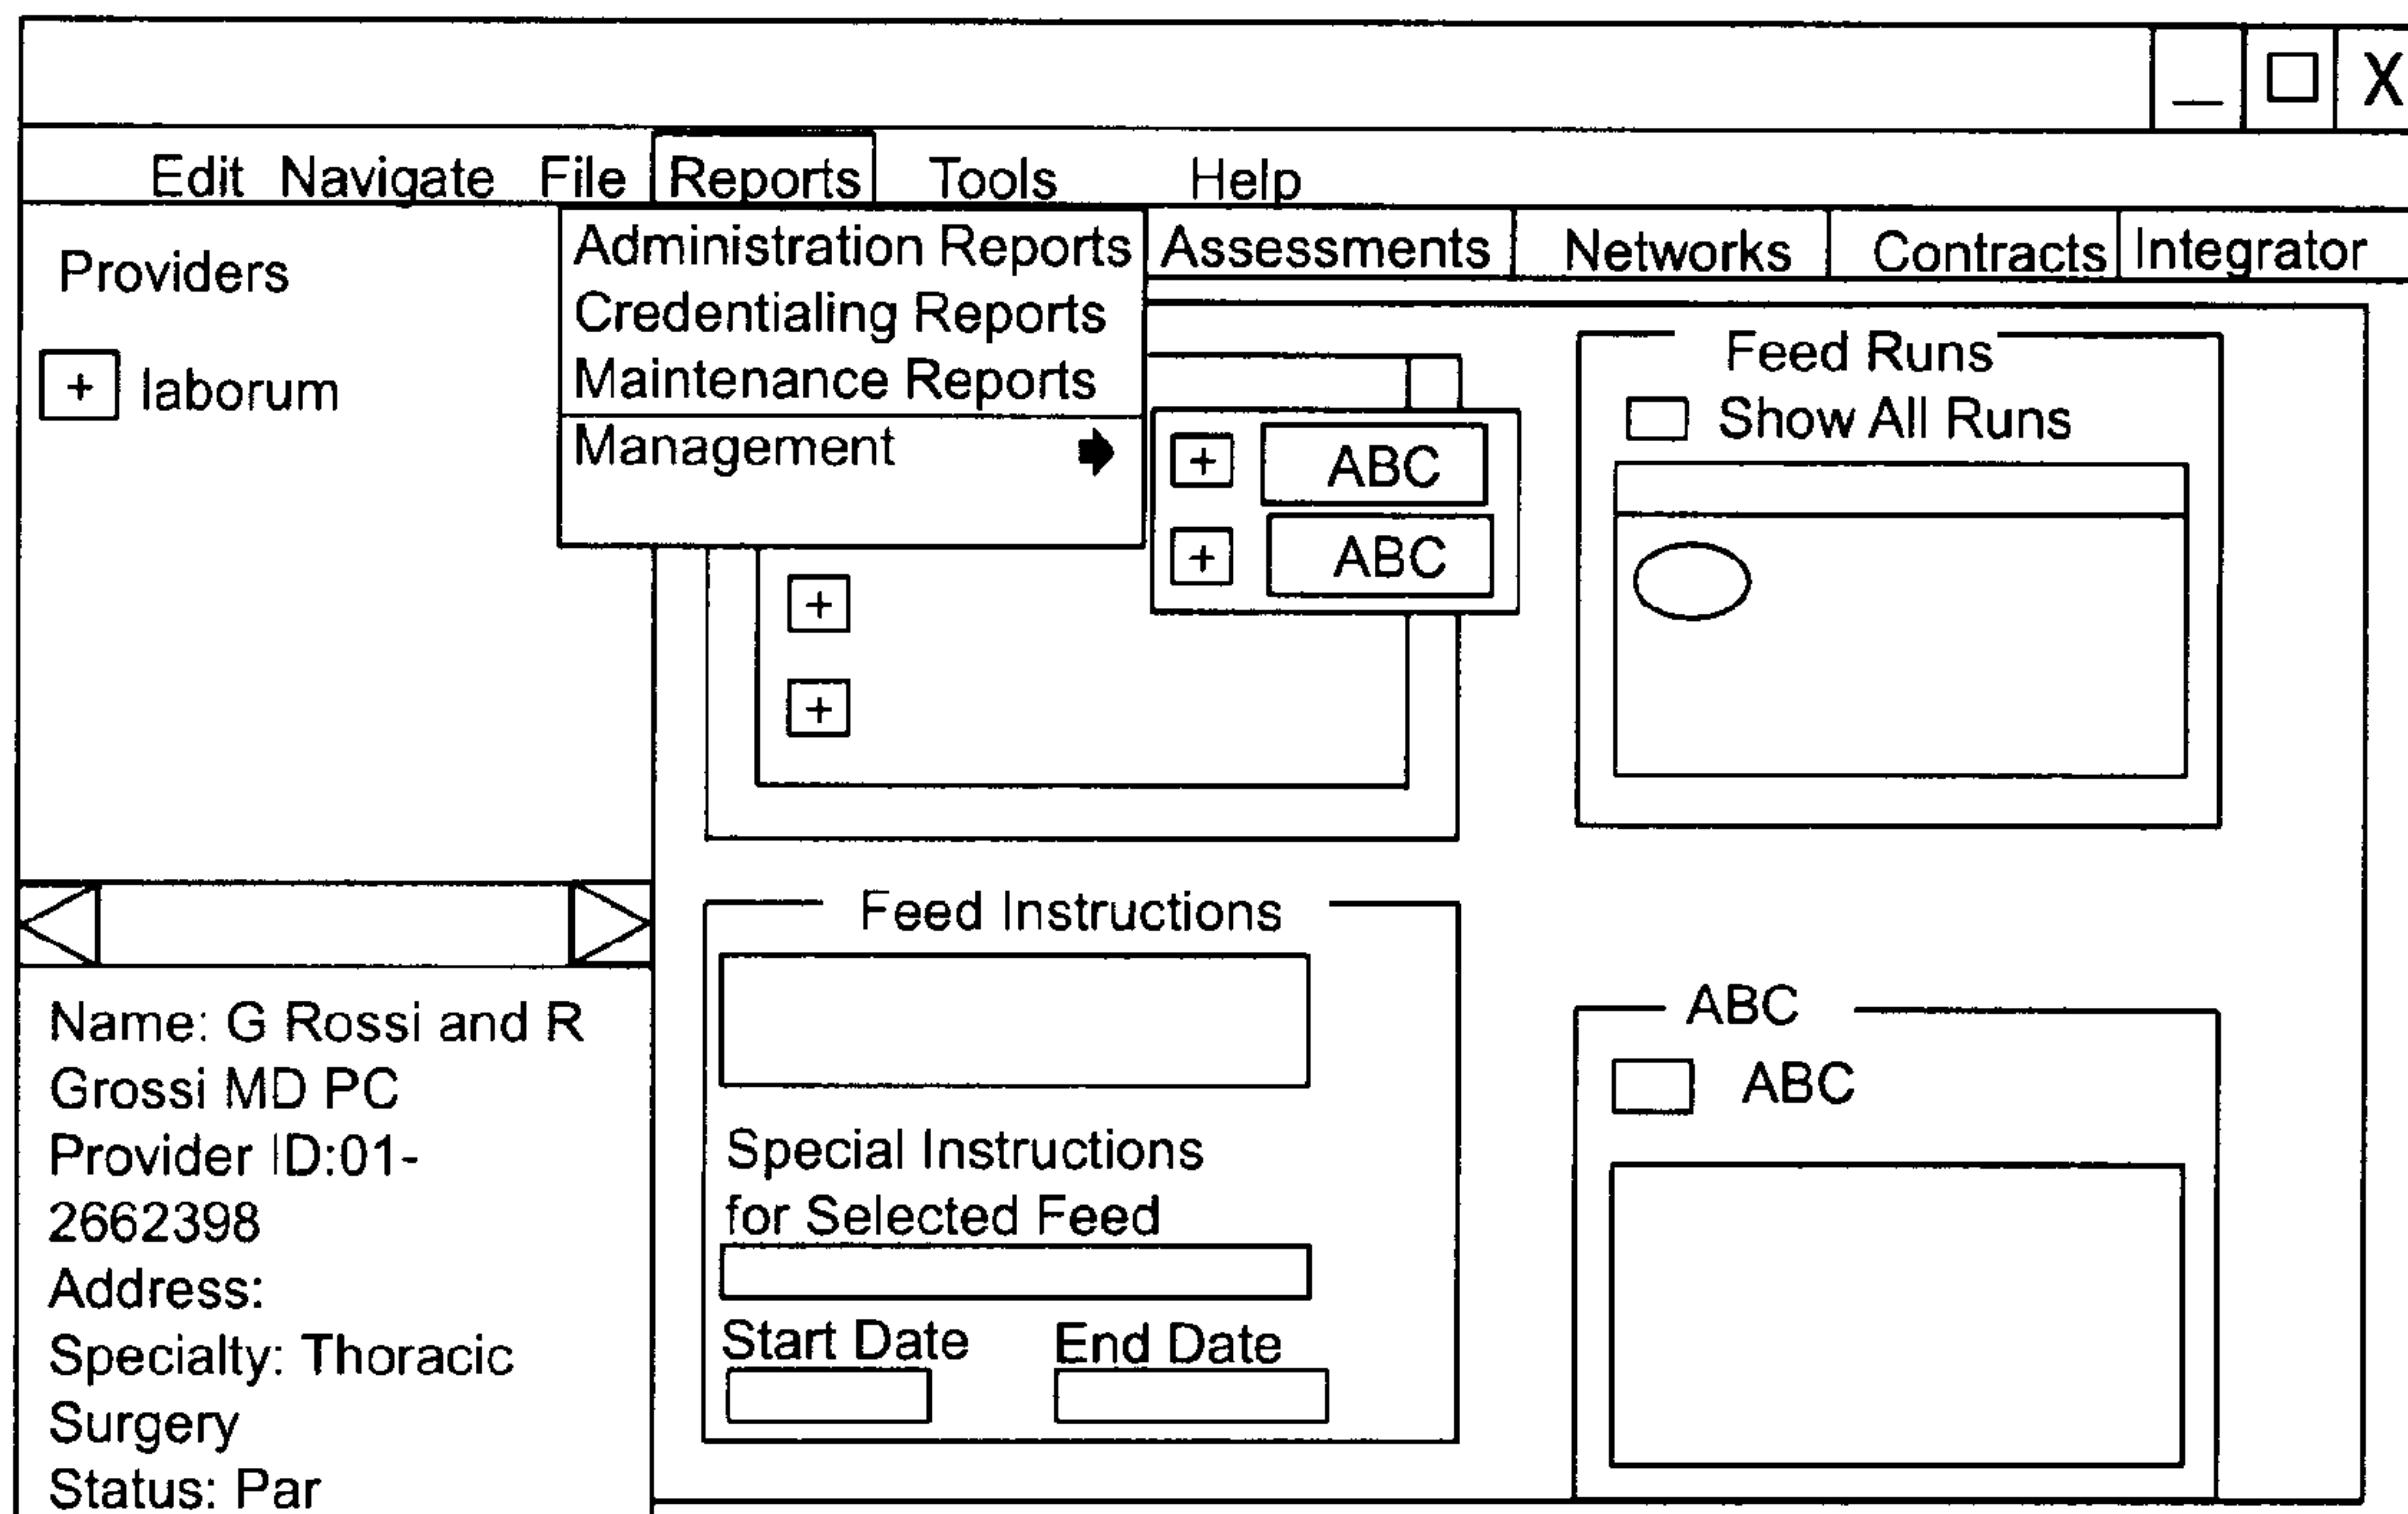 X
Edit Navigate File Reports Tools Help
Administration Reports Assessments Networks Contracts Integrator
Providers
Credentialing Reports
Maintenance Reports
Management
+ laborum
+ ABC
+ ABC
+
+
Feed Runs
Show All Runs
Feed Instructions
Special Instructions
for Selected Feed
Start Date End Date
ABC
ABC
Name: G Rossi and R
Grossi MD PC
Provider ID:01-
2662398
Address:
Specialty: Thoracic
Surgery
Status: Par